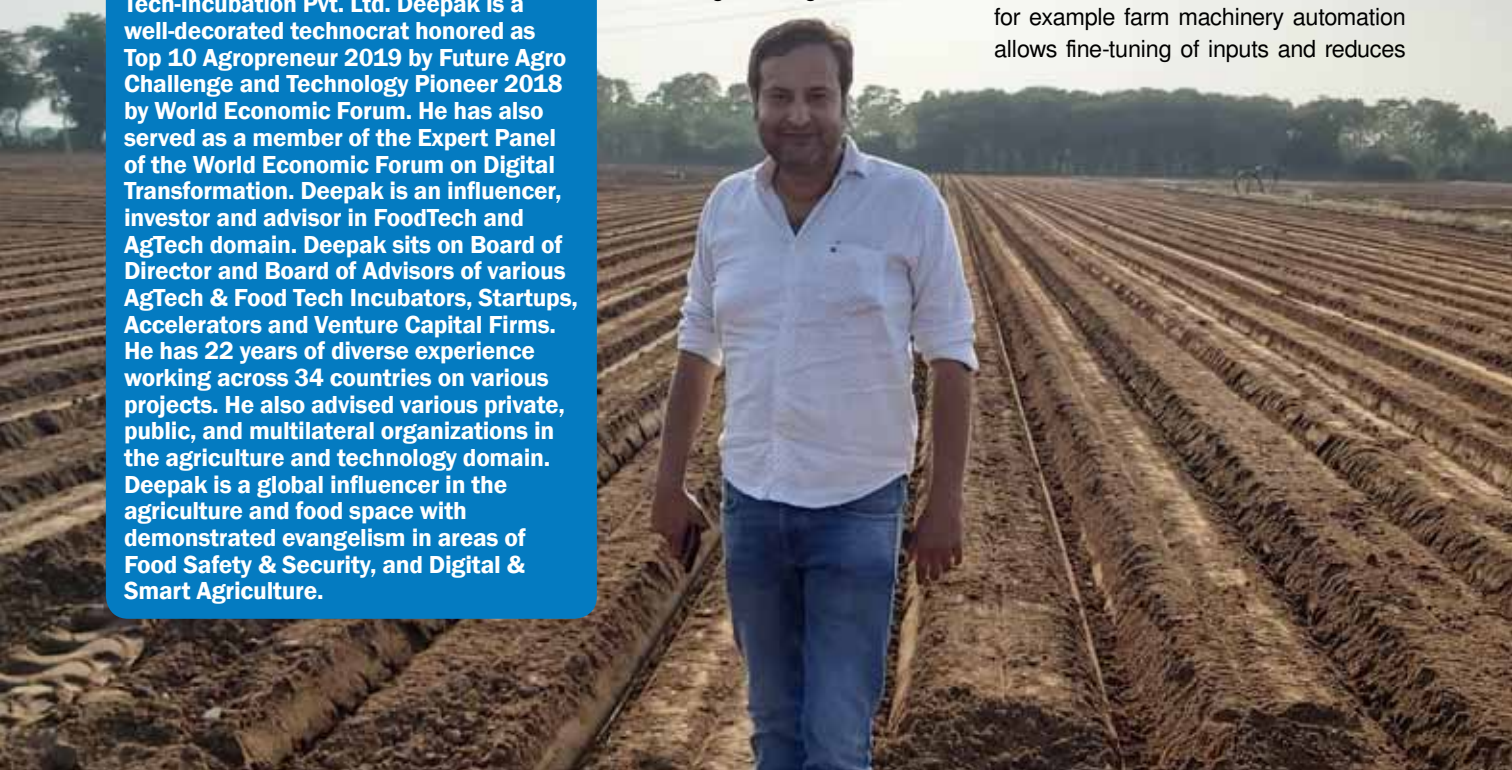 Tech-Incubation Pvt. Ltd. Deepak is a
well-decorated technocrat honored as
Top 10 Agropreneur 2019 by Future Agro
Challenge and Technology Pioneer 2018
by World Economic Forum. He has also
served as a member of the Expert Panel
of the World Economic Forum on Digital
Transformation. Deepak is an influencer,
investor and advisor in FoodTech and
AgTech domain. Deepak sits on Board of
Director and Board of Advisors of various
AgTech & Food Tech Incubators, Startups,
Accelerators and Venture Capital Firms.
He has 22 years of diverse experience
working across 34 countries on various
projects. He also advised various private,
public, and multilateral organizations in
the agriculture and technology domain.
Deepak is a global influencer in the
agriculture and food space with
demonstrated evangelism in areas of
Food Safety & Security, and Digital &
Smart Agriculture.
for example farm machinery automation
allows fine-tuning of inputs and reduces